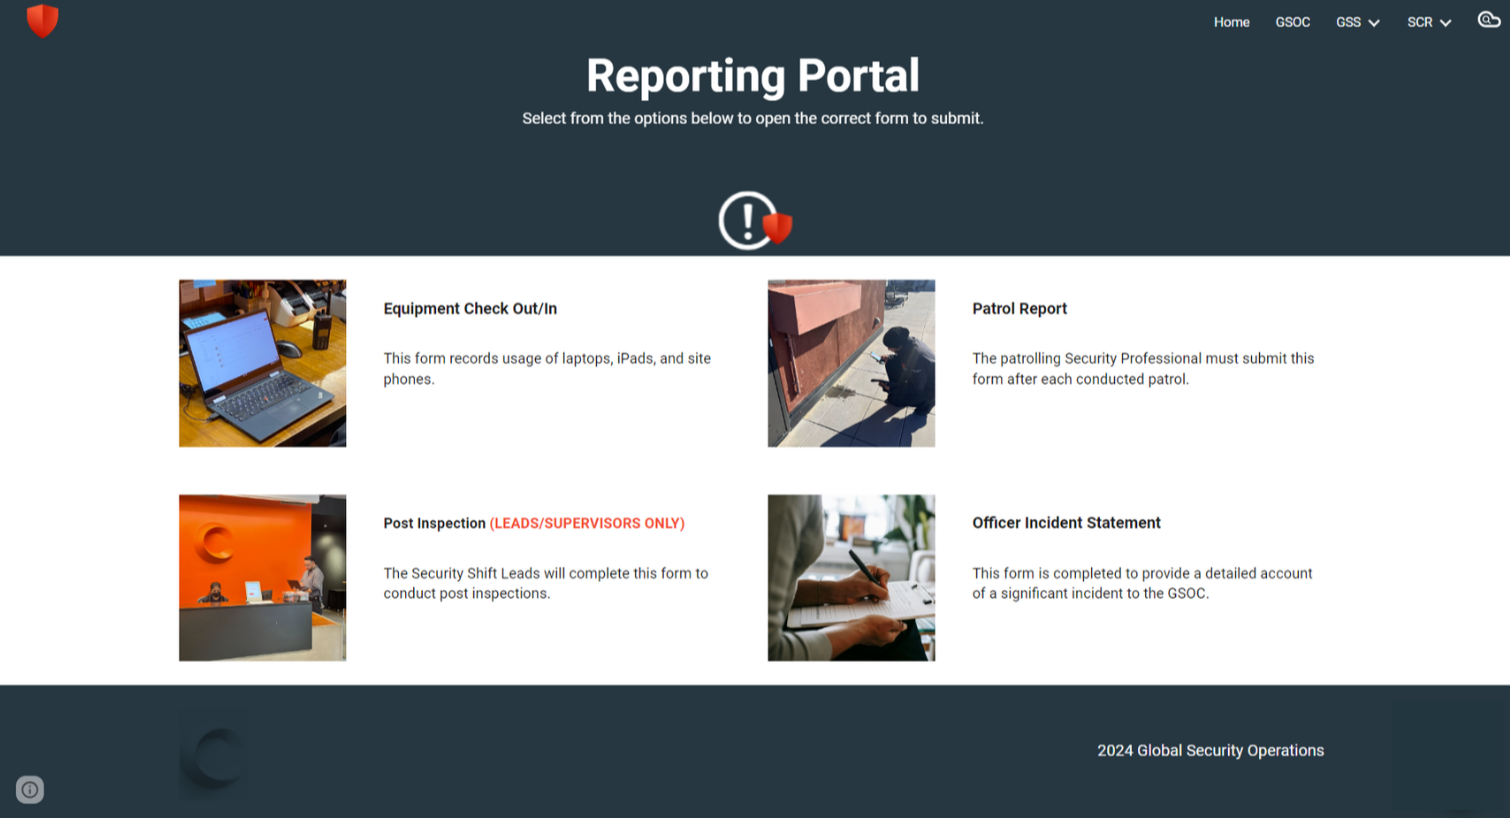 Home GSOC GSS SCR
Reporting Portal
Select from the options below to open the correct form to submit.
Equipment Check Out/In
This form records usage of laptops, iPads, and site
phones.
Patrol Report
The patrolling Security Professional must submit this
form after each conducted patrol.
Post Inspection (LEADS/SUPERVISORS ONLY)
The Security Shift Leads will complete this form to
conduct post inspections.
Officer Incident Statement
This form is completed to provide a detailed account
of a significant incident to the GSOC.
2024 Global Security Operations